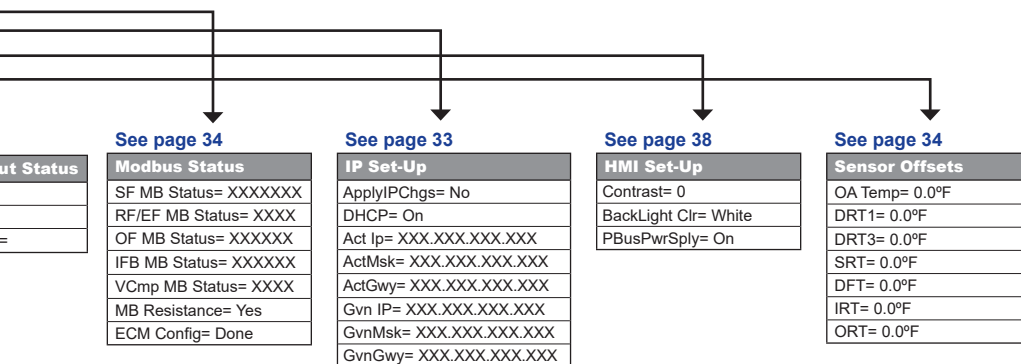 ut Status
=
See page 34
Modbus Status
SF MB Status= XXXXXXX
RF/EF MB Status= XXXX
OF MB Status= XXXXXX
IFB MB Status= XXXXXX
VCmp MB Status= XXXX
MB Resistance= Yes
ECM Config= Done
See page 33
IP Set-Up
ApplyIPChgs= No
DHCP= On
Act Ip= XXX.XXX.XXX.XXX
ActMsk= XXX.XXX.XXX.XXX
ActGwy= XXX.XXX.XXX.XXX
Gvn IP= XXX.XXX.XXX.XXX
GvnMsk= XXX.XXX.XXX.XXX
GvnGwy= XXX.XXX.XXX.XXX
See page 38
HMI Set-Up
Contrast= 0
BackLight Clr= White
PBusPwrSply= On
See page 34
Sensor Offsets
OA Temp= 0.0ºF
DRT1= 0.0ºF
DRT3= 0.0ºF
SRT= 0.0ºF
DFT= 0.0ºF
IRT= 0.0ºF
ORT= 0.0ºF